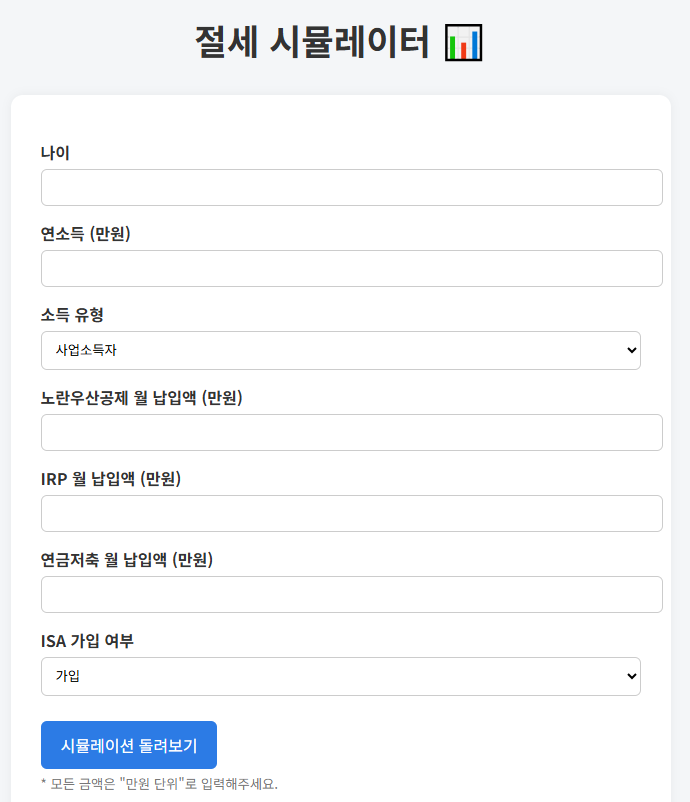 절세 시뮬레이터 📊
나이
연소득 (만원)
소득 유형
사업소득자
노란우산공제 월 납입액 (만원)
IRP 월 납입액 (만원)
연금저축 월 납입액 (만원)
ISA 가입 여부
가입
시뮬레이션 돌려보기
* 모든 금액은 "만원 단위"로 입력해주세요.